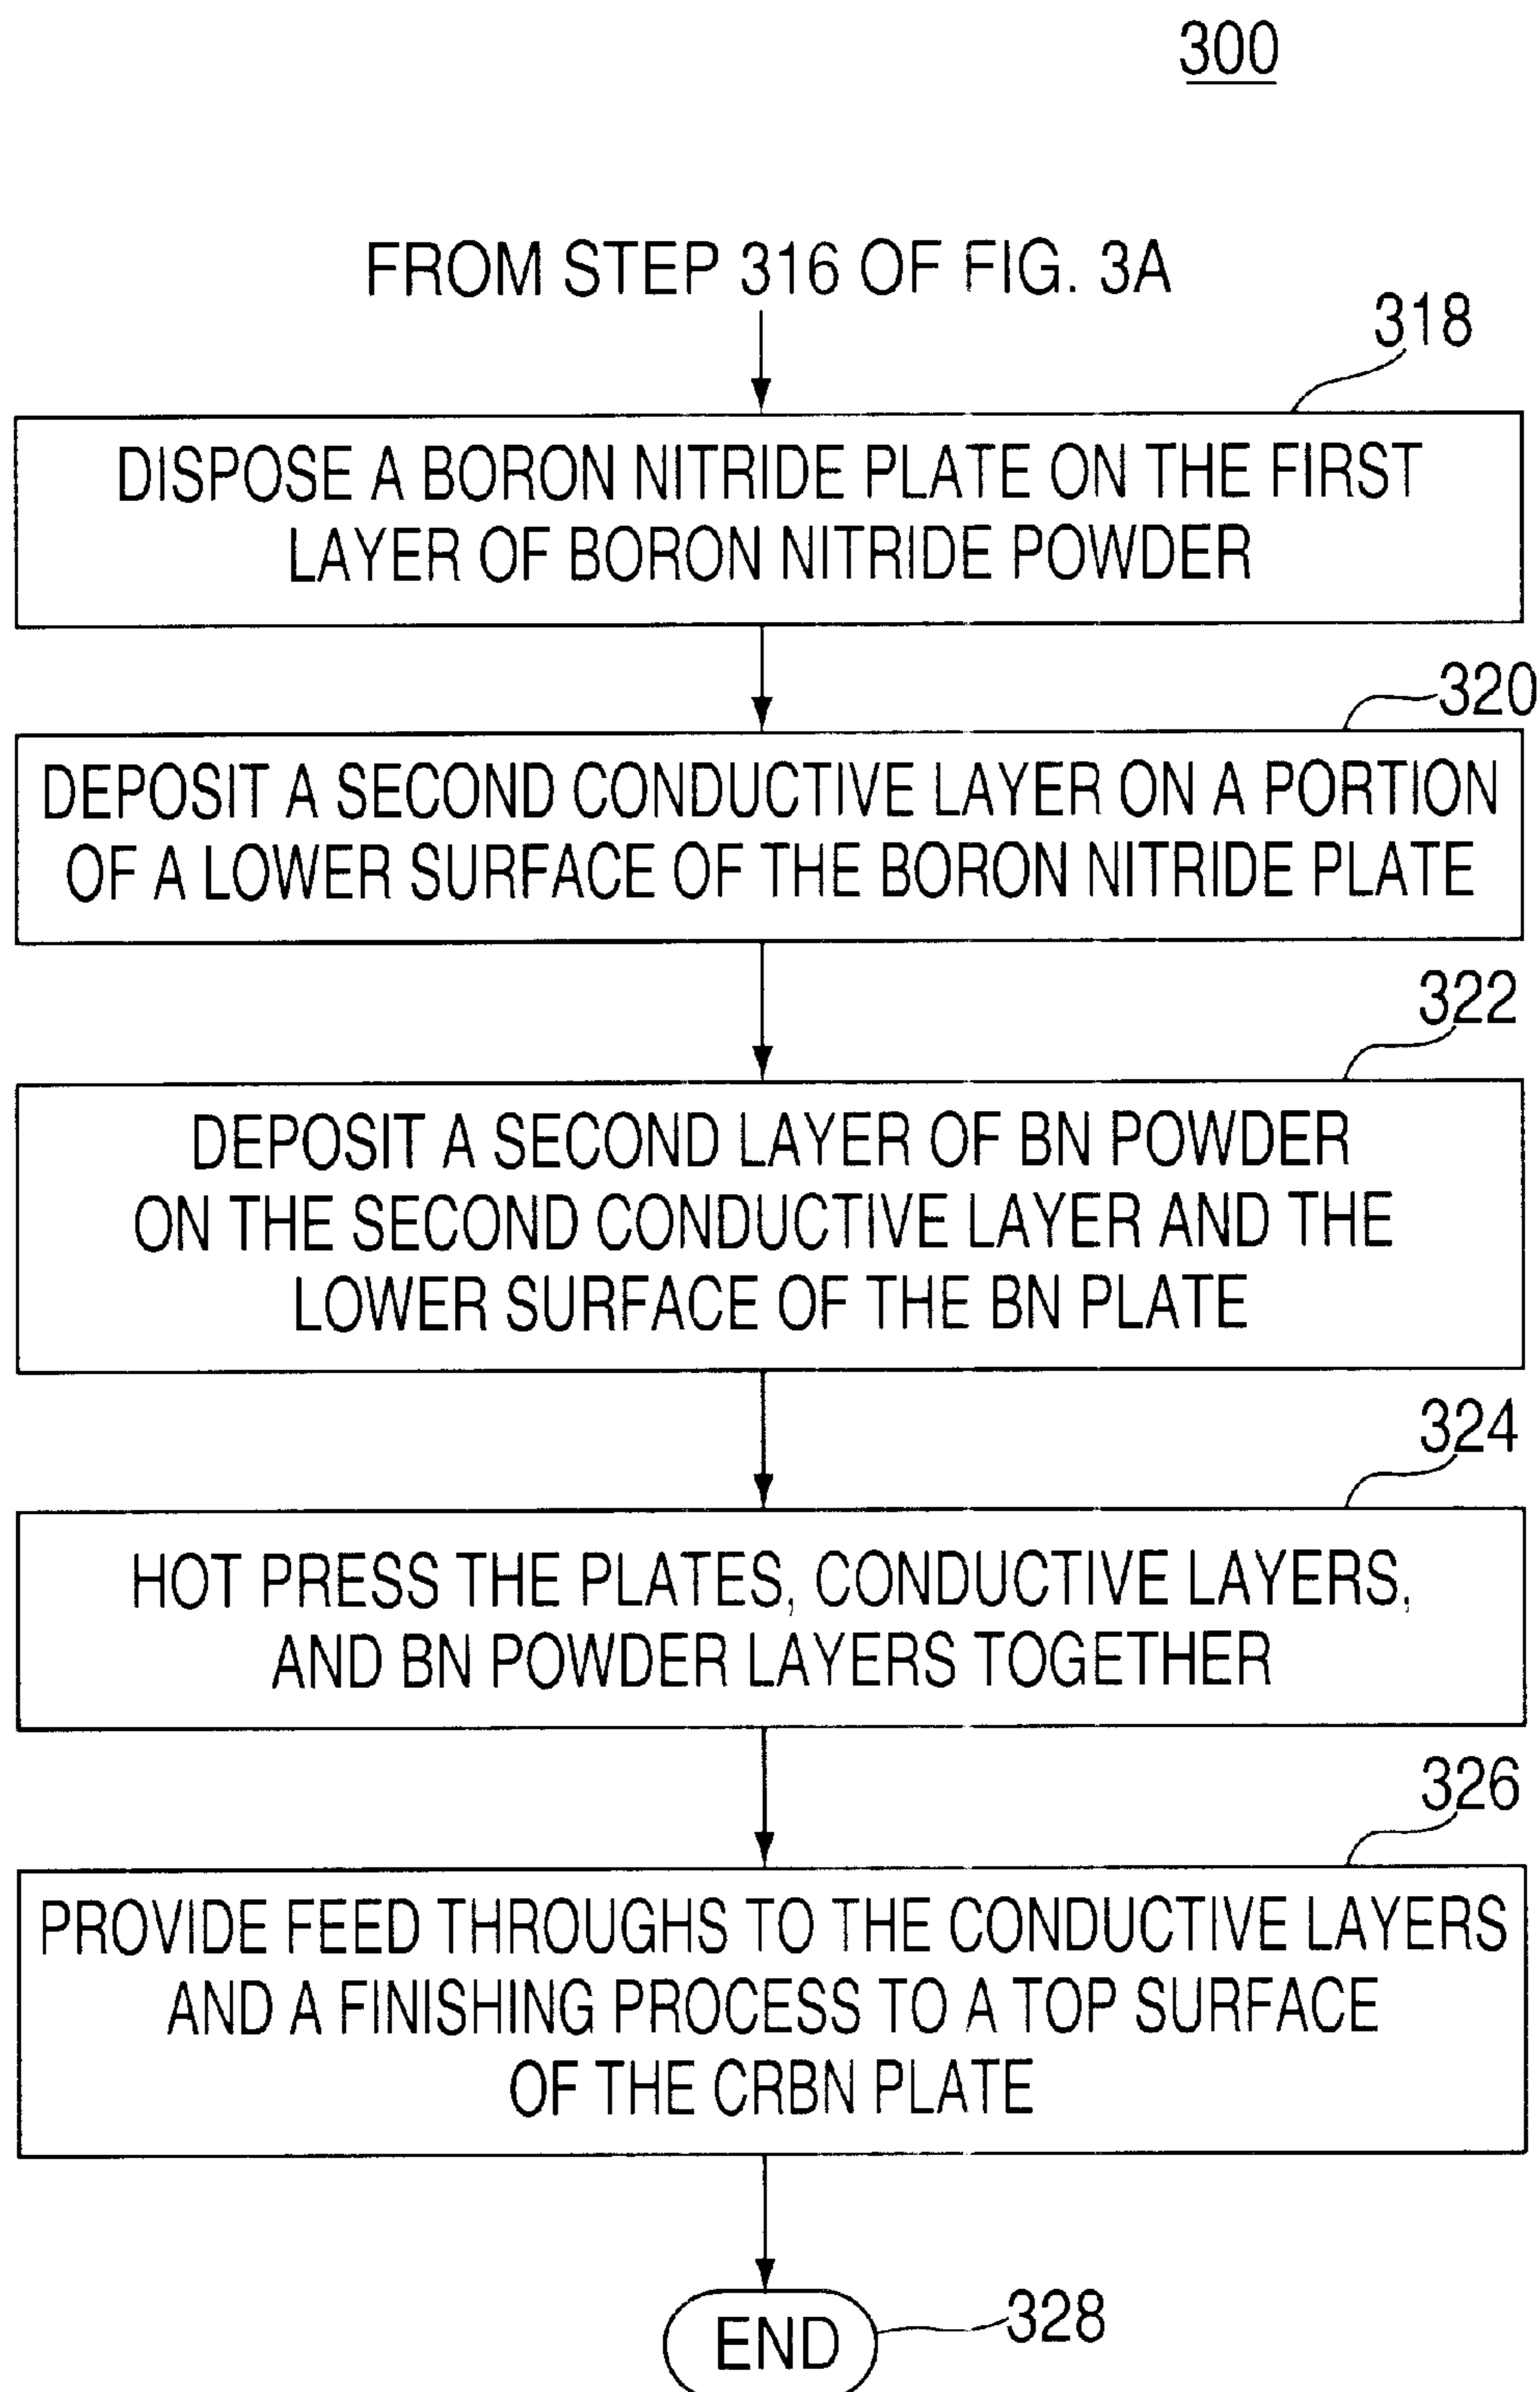 300
FROM STEP 316 OF FIG. 3A
318
DISPOSE A BORON NITRIDE PLATE ON THE FIRST
LAYER OF BORON NITRIDE POWDER
320
DEPOSIT A SECOND CONDUCTIVE LAYER ON A PORTION
OF A LOWER SURFACE OF THE BORON NITRIDE PLATE
322
DEPOSIT A SECOND LAYER OF BN POWDER
ON THE SECOND CONDUCTIVE LAYER AND THE
LOWER SURFACE OF THE BN PLATE
324
HOT PRESS THE PLATES, CONDUCTIVE LAYERS,
AND BN POWDER LAYERS TOGETHER
326
PROVIDE FEED THROUGHS TO THE CONDUCTIVE LAYERS
AND A FINISHING PROCESS TO A TOP SURFACE
OF THE CRBN PLATE
END
328